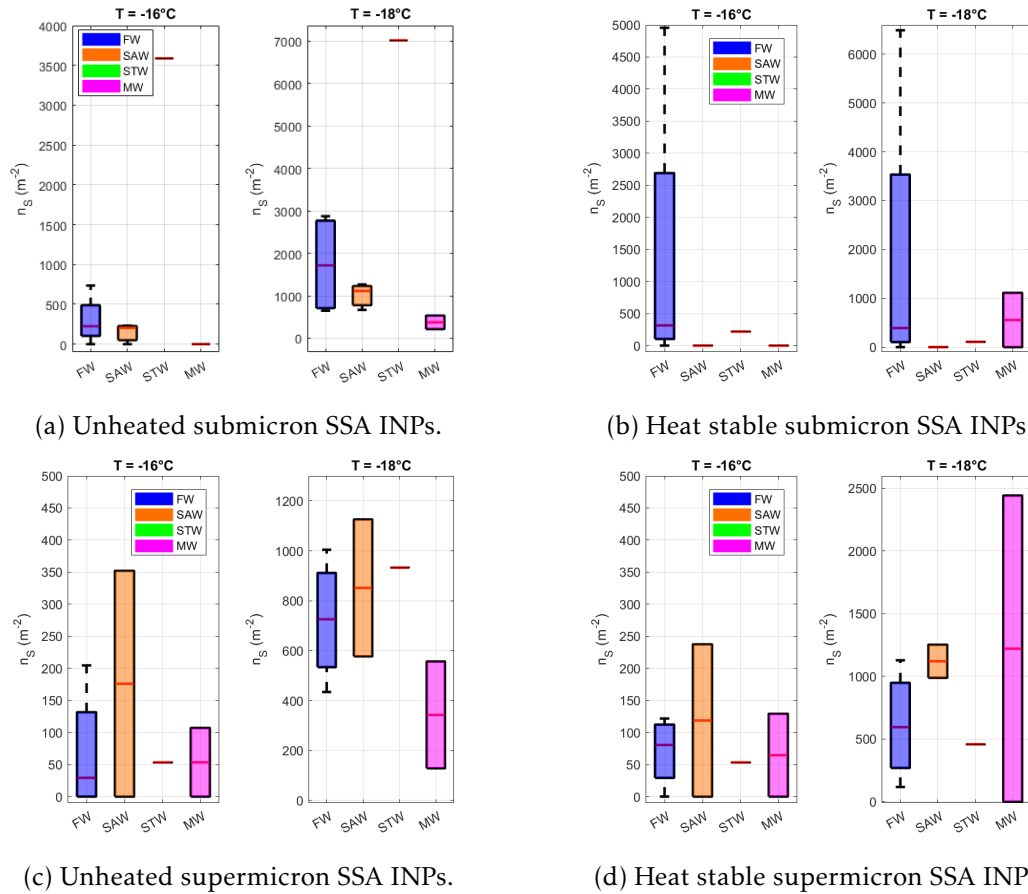 T = -16°C
4000
3500
3000
2500
2000
1500
1000
500
0
n_S (m^-2)
FW
SAW
STW
MW
FW
SAW
STW
MW
T = -18°C
7000
6000
5000
4000
3000
2000
1000
0
n_S (m^-2)
FW
SAW
STW
MW
(a) Unheated submicron SSA INPs.
T = -16°C
5000
4500
4000
3500
3000
2500
2000
1500
1000
500
0
n_S (m^-2)
FW
SAW
STW
MW
FW
SAW
STW
MW
T = -18°C
6000
5000
4000
3000
2000
1000
0
n_S (m^-2)
FW
SAW
STW
MW
(b) Heat stable submicron SSA INPs
T = -16°C
500
450
400
350
300
250
200
150
100
50
0
n_S (m^-2)
FW
SAW
STW
MW
FW
SAW
STW
MW
T = -18°C
1200
1000
800
600
400
200
0
n_S (m^-2)
FW
SAW
STW
MW
(c) Unheated supermicron SSA INPs.
T = -16°C
500
450
400
350
300
250
200
150
100
50
0
n_S (m^-2)
FW
SAW
STW
MW
FW
SAW
STW
MW
T = -18°C
2500
2000
1500
1000
500
0
n_S (m^-2)
FW
SAW
STW
MW
(d) Heat stable supermicron SSA INP